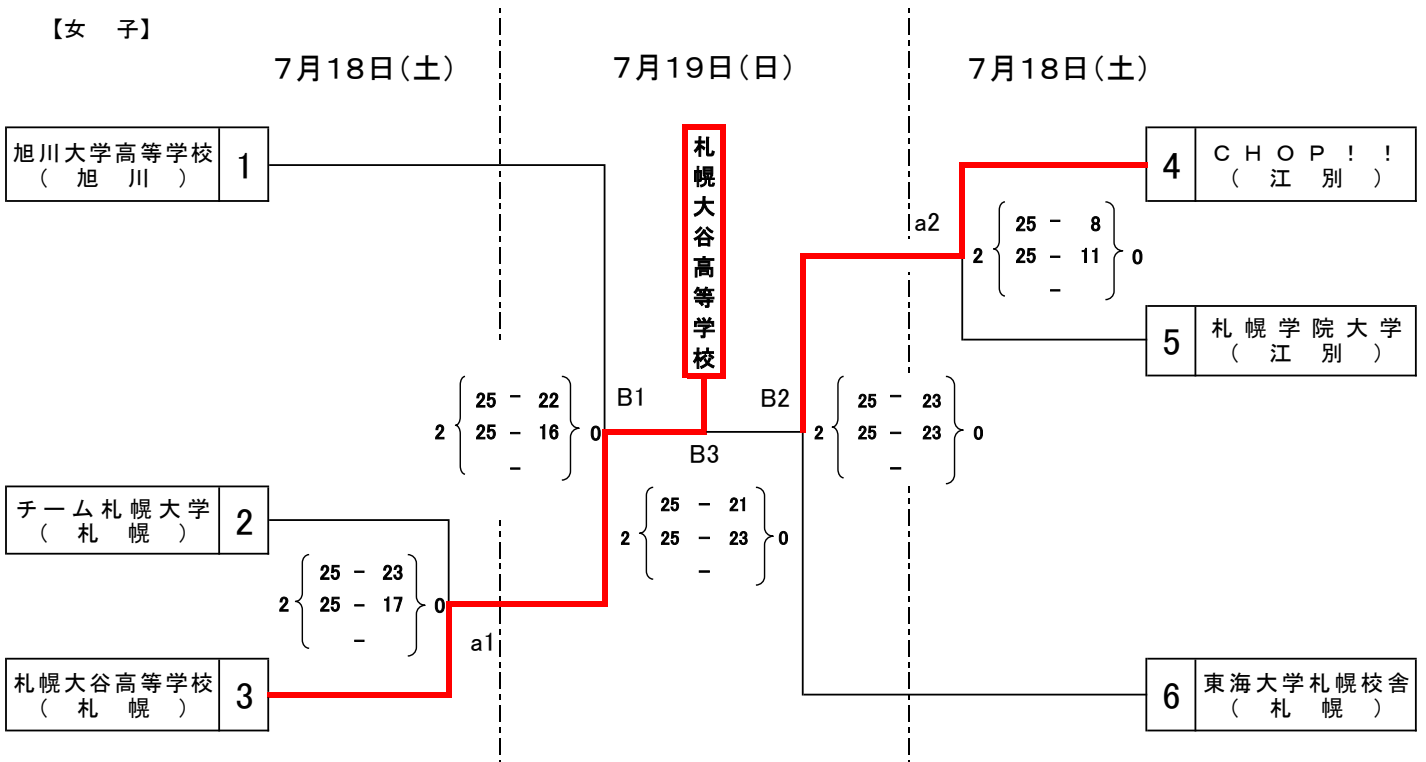 【女　子】
7月18日(土)
7月19日(日)
7月18日(土)
旭川大学高等学校
(　旭　川　)
1
札幌大谷高等学校
4
CHOP！！
(　江　別　)
a2
25 - 8
2 25 - 11 0
-
5
札幌学院大学
(　江　別　)
25 - 22
2 25 - 16 0
-
B1
B2
B3
25 - 23
2 25 - 23 0
-
25 - 21
2 25 - 23 0
-
チーム札幌大学
(　札　幌　)
2
25 - 23
2 25 - 17 0
-
a1
札幌大谷高等学校
(　札　幌　)
3
6
東海大学札幌校舎
(　札　幌　)